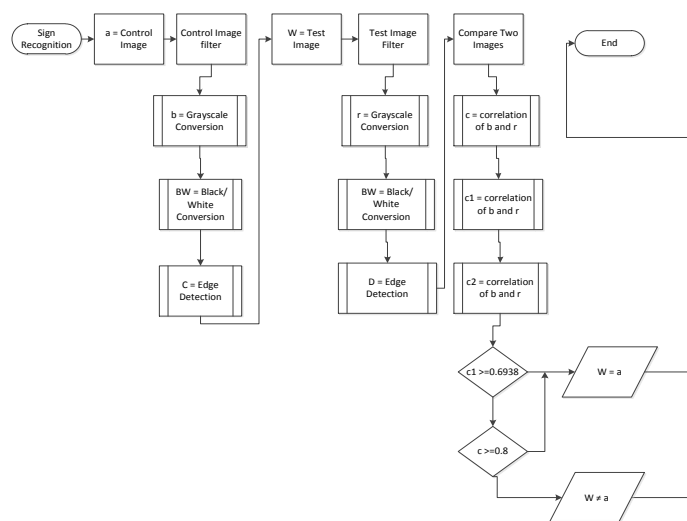 Sign
Recognition
a = Control
Image
Control Image
filter
W = Test
Image
Test Image
Filter
Compare Two
Images
End
b = Grayscale
Conversion
r = Grayscale
Conversion
c = correlation
of b and r
BW = Black/
White
Conversion
BW = Black/
White
Conversion
c1 = correlation
of b and r
C = Edge
Detection
D = Edge
Detection
c2 = correlation
of b and r
c1 >=0.6938
W = a
c >=0.8
W ≠ a